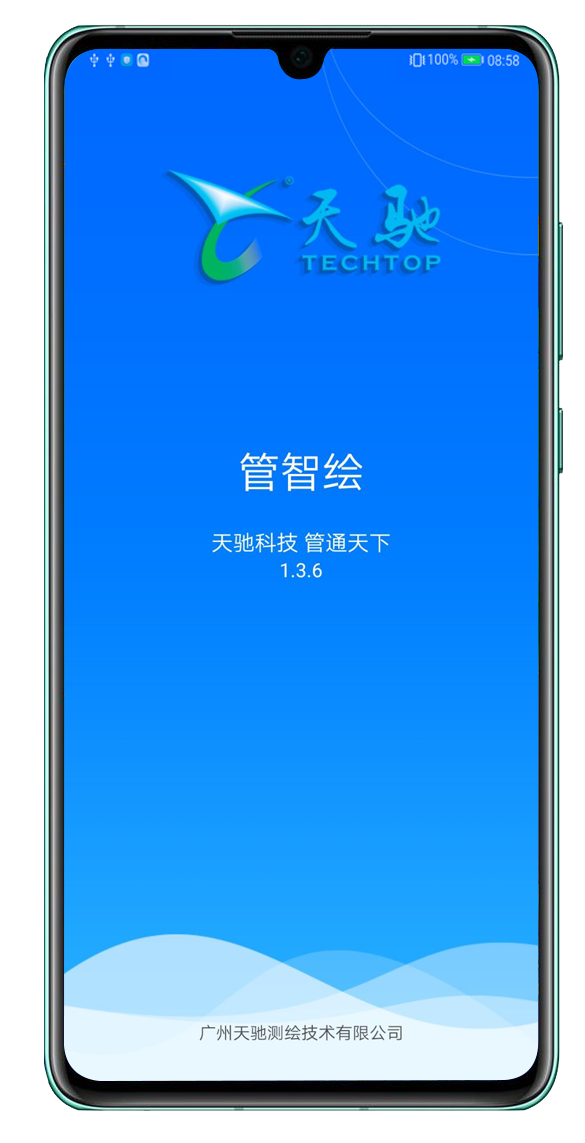 100% 08:58
天驰
TECHTOP
管智绘
天驰科技 管通天下
1.3.6
广州天驰测绘技术有限公司